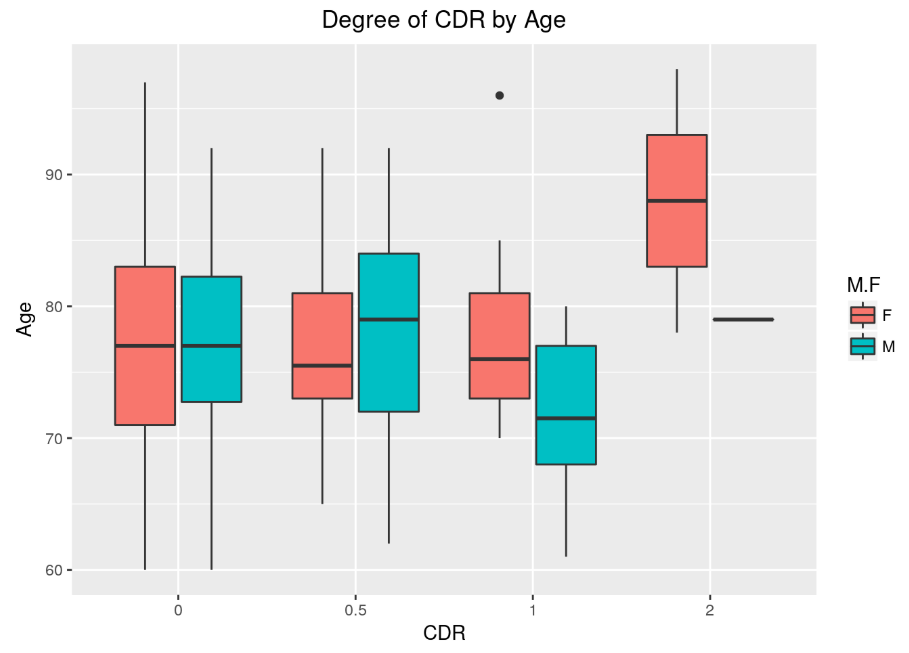 Degree of CDR by Age
Age
90
80
70
60
0
0.5
1
2
CDR
M.F
F
M